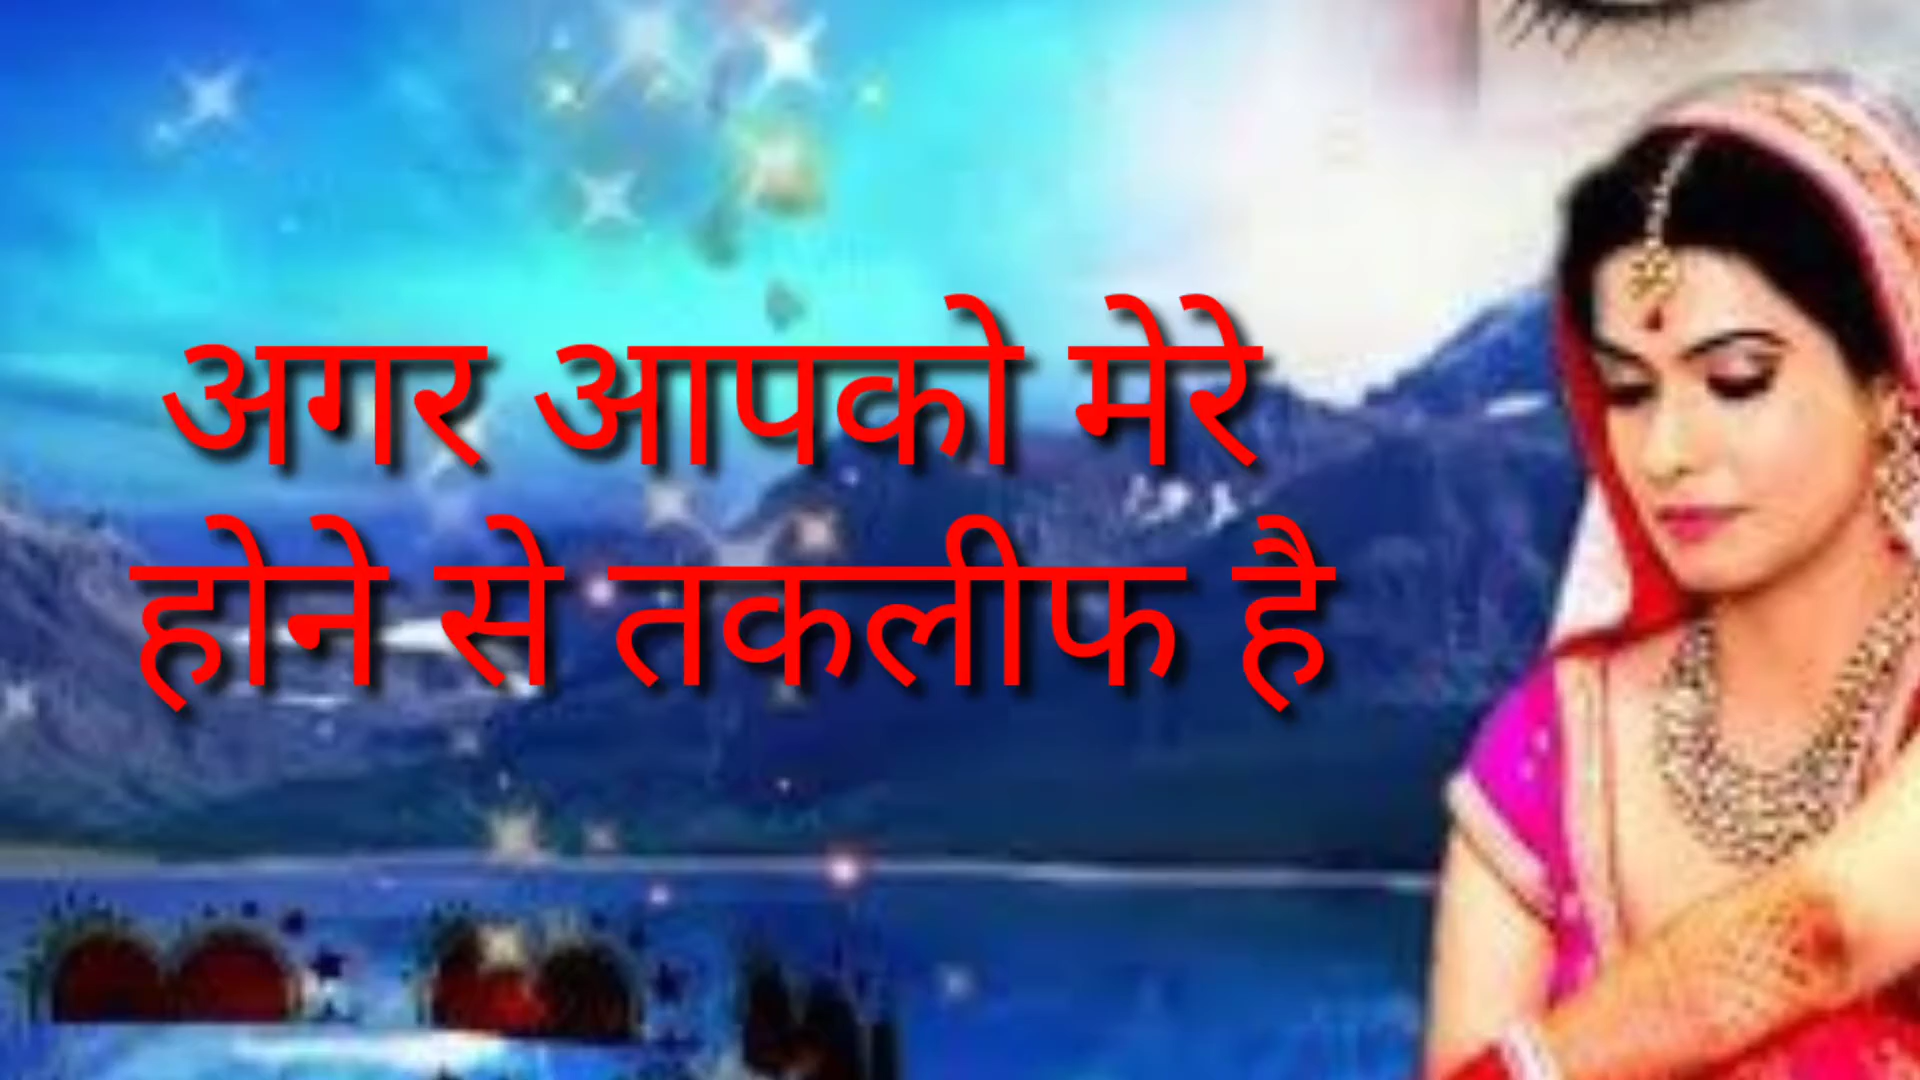 अगर आपको मेरे
होने से तकलीफ है